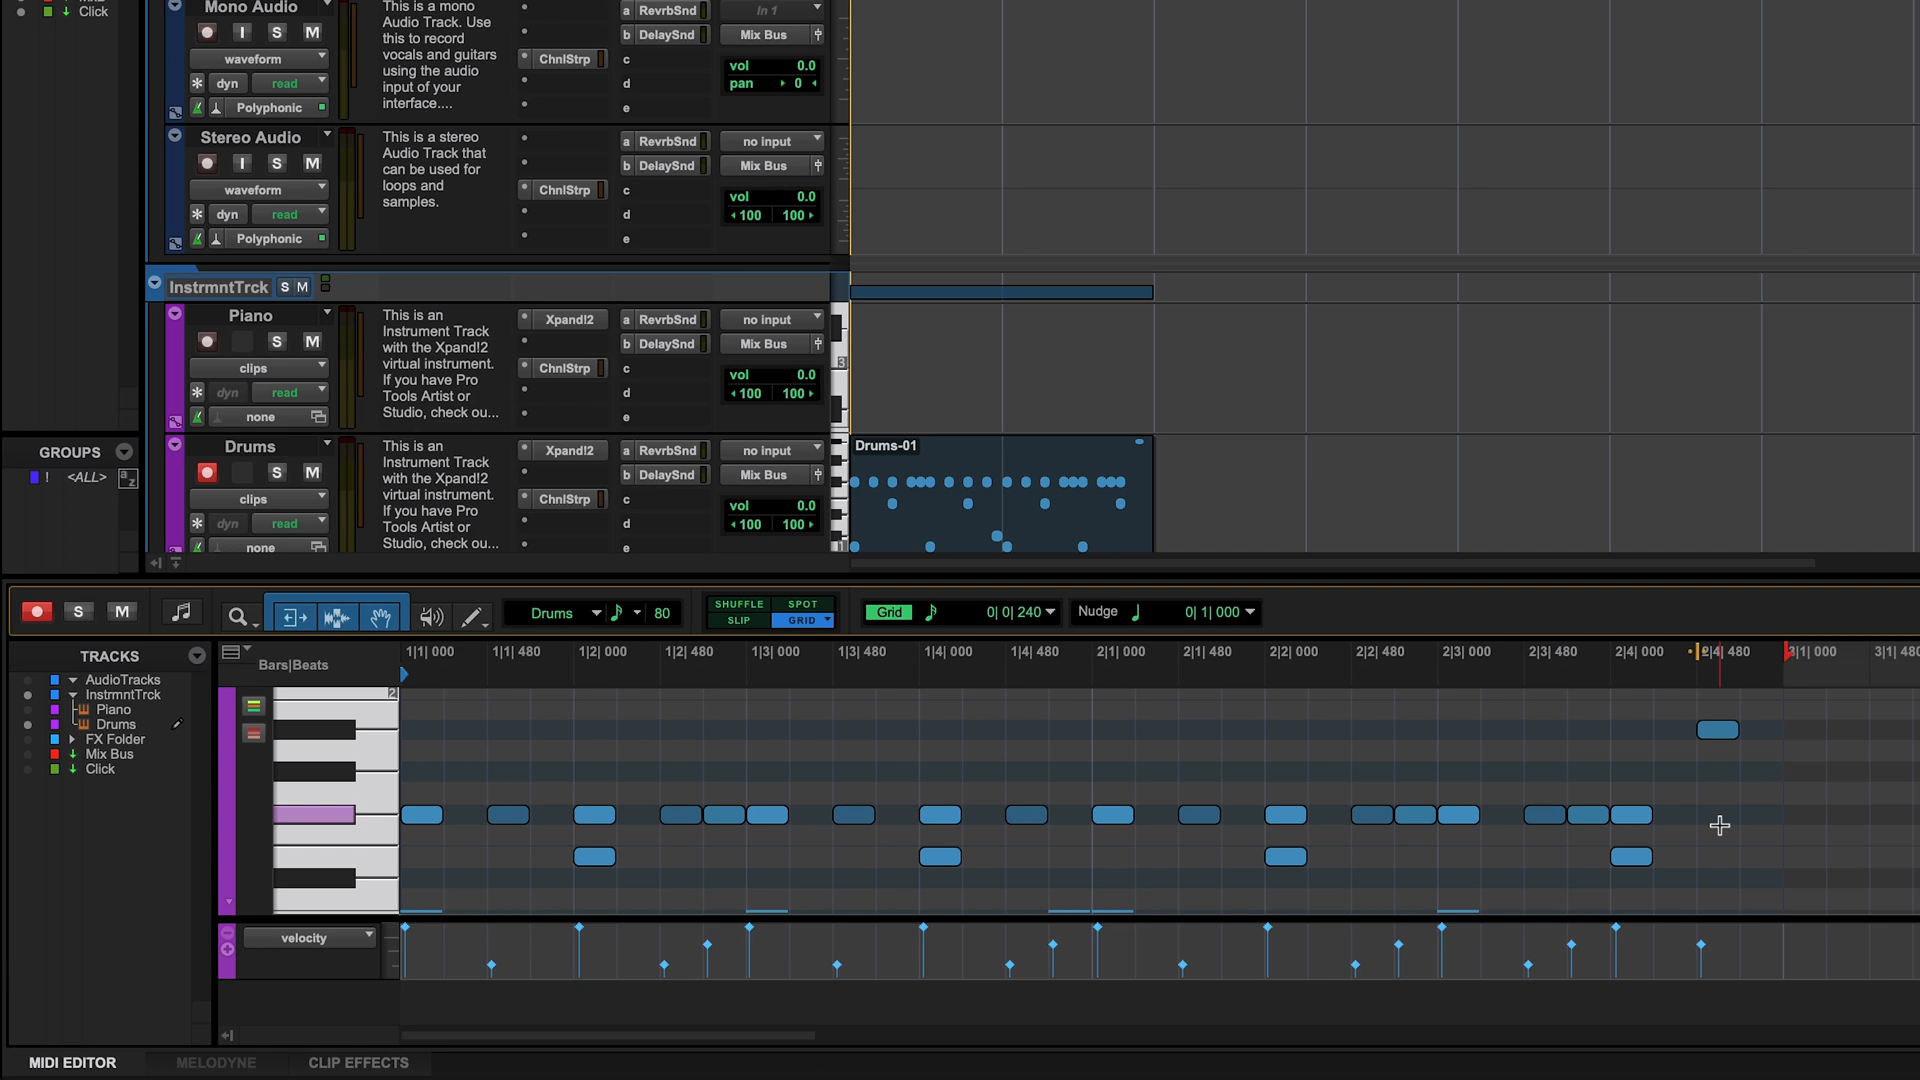 Click
Mono Audio
I S M
waveform
dyn read
Polyphonic
This is a mono
Audio Track. Use
this to record
vocals and guitars
using the audio
input of your
interface....
ChnlStrp
a RevrbSnd
b DelaySnd
c
d
e
In 1
Mix Bus
vol 0.0
pan 0
Stereo Audio
I S M
waveform
dyn read
Polyphonic
This is a stereo
Audio Track that
can be used for
loops and
samples.
ChnlStrp
a RevrbSnd
b DelaySnd
c
d
e
no input
Mix Bus
vol 0.0
100 100
InstrmntTrck S M
Piano
S M
clips
dyn read
none
This is an
Instrument Track
with the Xpand!2
virtual instrument.
If you have Pro
Tools Artist or
Studio, check ou...
Xpand!2
ChnlStrp
a RevrbSnd
b DelaySnd
c
d
e
no input
Mix Bus
vol 0.0
100 100
3
GROUPS
! <ALL> a z
Drums
S M
clips
dyn read
none
This is an
Instrument Track
with the Xpand!2
virtual instrument.
If you have Pro
Tools Artist or
Studio, check ou...
Xpand!2
ChnlStrp
a RevrbSnd
b DelaySnd
c
d
e
no input
Mix Bus
vol 0.0
100 100
1
Drums-01
S M
Drums 80
SHUFFLE SPOT
SLIP GRID
Grid 0| 0| 240
Nudge 0| 1| 000
TRACKS
AudioTracks
InstrmntTrck
Piano
Drums
FX Folder
Mix Bus
Click
Bars|Beats
1|1| 000 1|1| 480 1|2| 000 1|2| 480 1|3| 000 1|3| 480 1|4| 000 1|4| 480 2|1| 000 2|1| 480 2|2| 000 2|2| 480 2|3| 000 2|3| 480 2|4| 000 2|4| 480 3|1| 000 3|1| 480
2
velocity
MIDI EDITOR MELODYNE CLIP EFFECTS